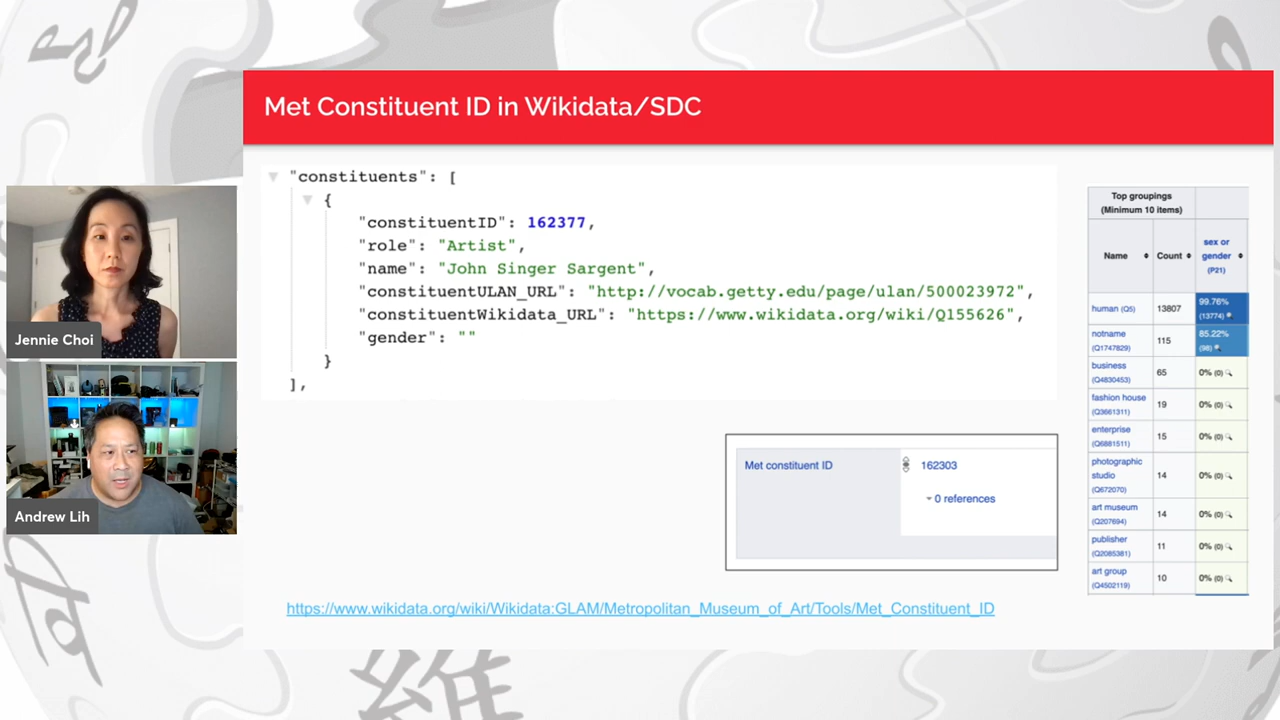 Met Constituent ID in Wikidata/SDC
"constituents": [
{
"constituentID": 162377,
"role": "Artist",
"name": "John Singer Sargent",
"constituentULAN_URL": "http://vocab.getty.edu/page/ulan/500023972",
"constituentWikidata_URL": "https://www.wikidata.org/wiki/Q155626",
"gender": ""
}
],
Met constituent ID
162303
0 references
https://www.wikidata.org/wiki/Wikidata:GLAM/Metropolitan_Museum_of_Art/Tools/Met_Constituent_ID
Top groupings
(Minimum 10 items)
Name Count sex or
gender
(P21)
human (Q5) 13807 99.76%
(13774)
notname
(Q1747829) 115 85.22%
(98)
business
(Q4830453) 65 0% (0)
fashion house
(Q3661311) 19 0% (0)
enterprise
(Q6881511) 15 0% (0)
photographic
studio
(Q672070) 14 0% (0)
art museum
(Q207694) 14 0% (0)
publisher
(Q2085381) 11 0% (0)
art group
(Q4502119) 10 0% (0)
Jennie Choi
Andrew Lih
維